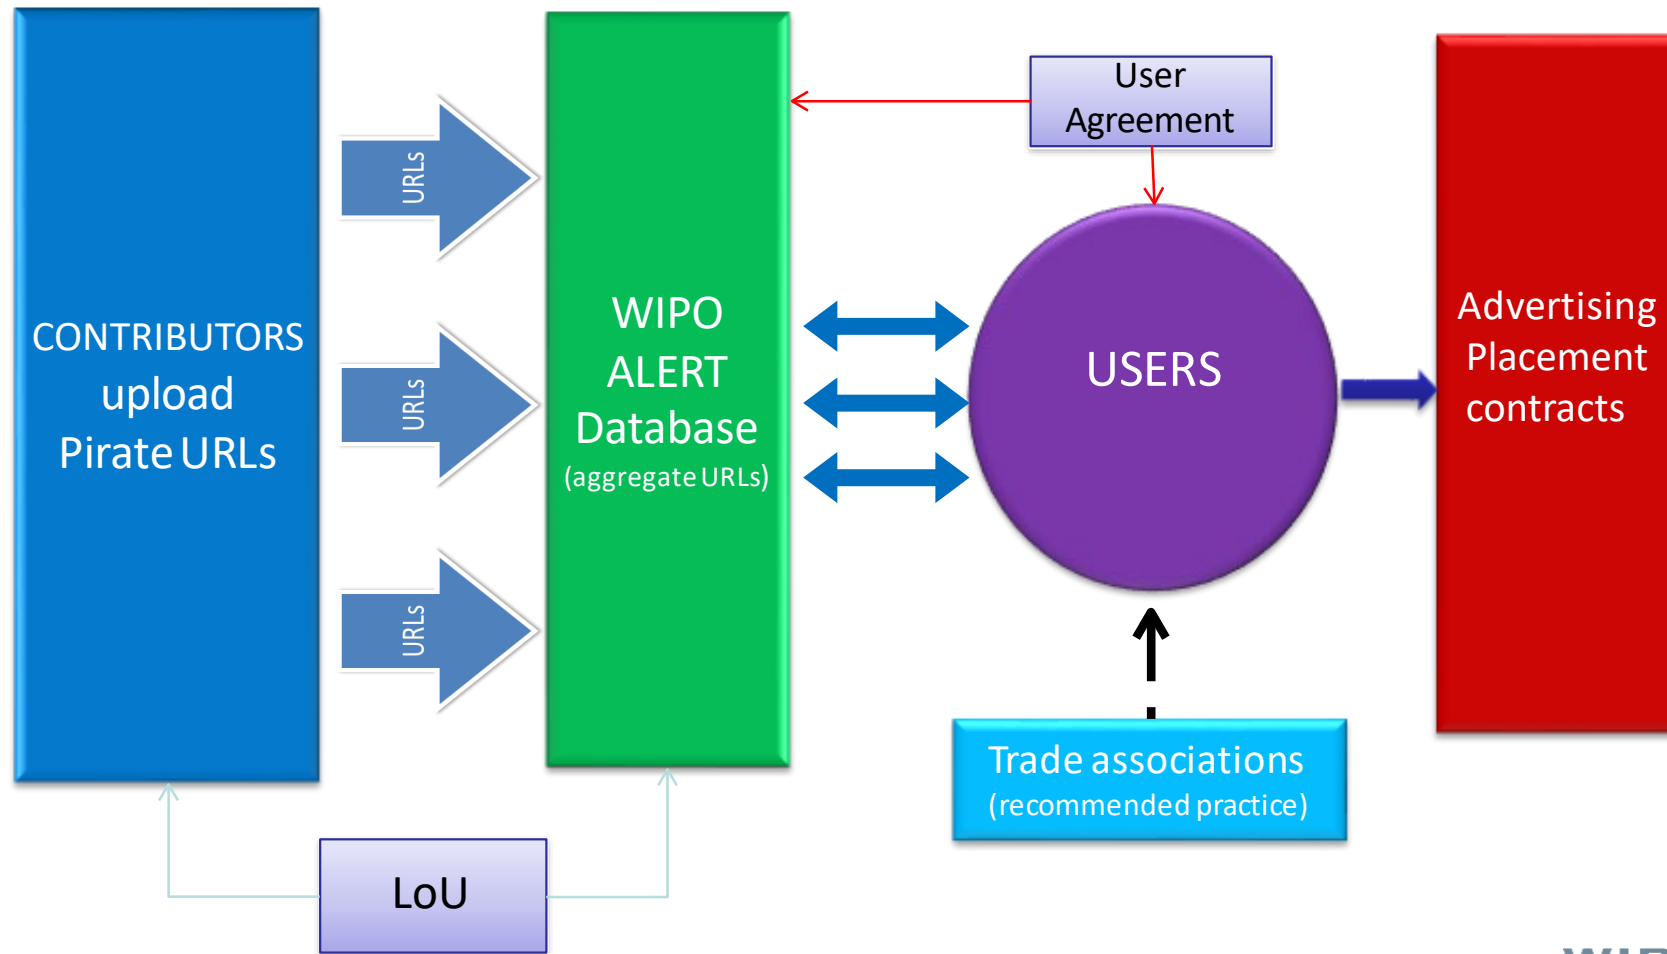 CONTRIBUTORS
upload
Pirate URLs
URLs
URLs
URLs
WIPO
ALERT
Database
(aggregate URLs)
User
Agreement
USERS
Advertising
Placement
contracts
Trade associations
(recommended practice)
LoU